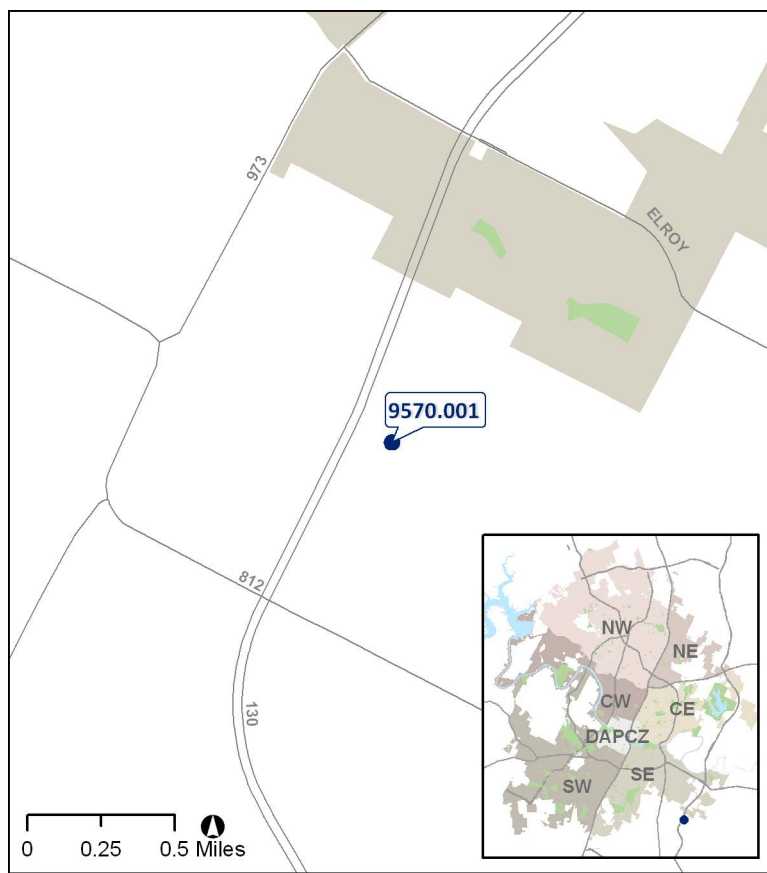 973
ELROY
9570.001
812
130
NW
NE
CW
CE
DAPCZ
SE
SW
0 0.25 0.5 Miles